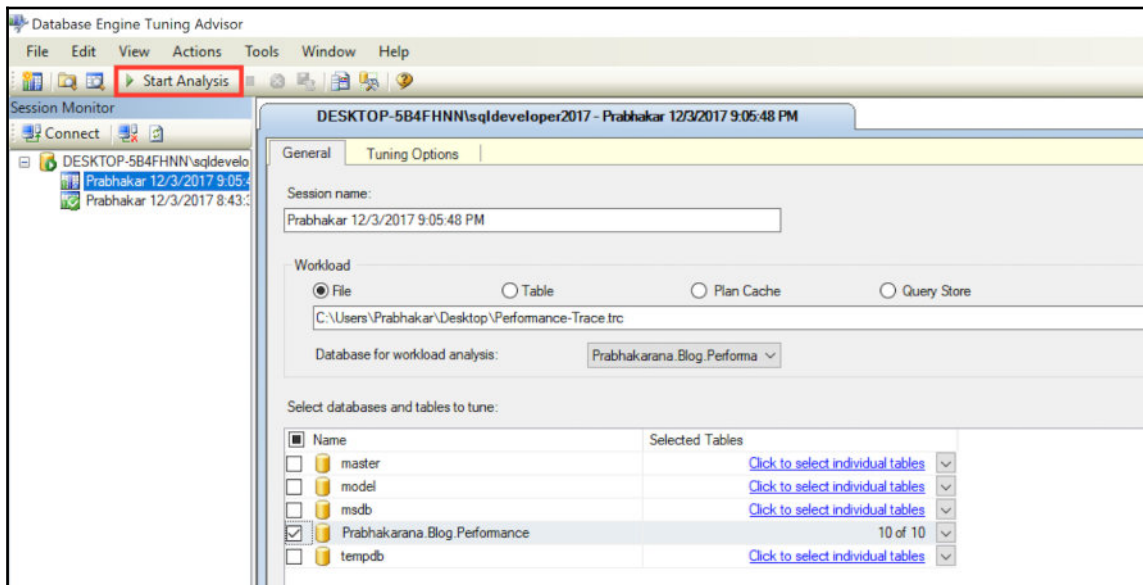 Database Engine Tuning Advisor
File Edit View Actions Tools Window Help
Start Analysis
Session Monitor
Connect
DESKTOP-5B4FHNN\sqldevelo
Prabhakar 12/3/2017 9:05:4
Prabhakar 12/3/2017 8:43:3
DESKTOP-5B4FHNN\sqldeveloper2017 - Prabhakar 12/3/2017 9:05:48 PM
General Tuning Options
Session name:
Prabhakar 12/3/2017 9:05:48 PM
Workload
File Table Plan Cache Query Store
C:\Users\Prabhakar\Desktop\Performance-Trace.trc
Database for workload analysis: Prabhakarana.Blog.Performa
Select databases and tables to tune:
Name Selected Tables
master Click to select individual tables
model Click to select individual tables
msdb Click to select individual tables
Prabhakarana.Blog.Performance 10 of 10
tempdb Click to select individual tables